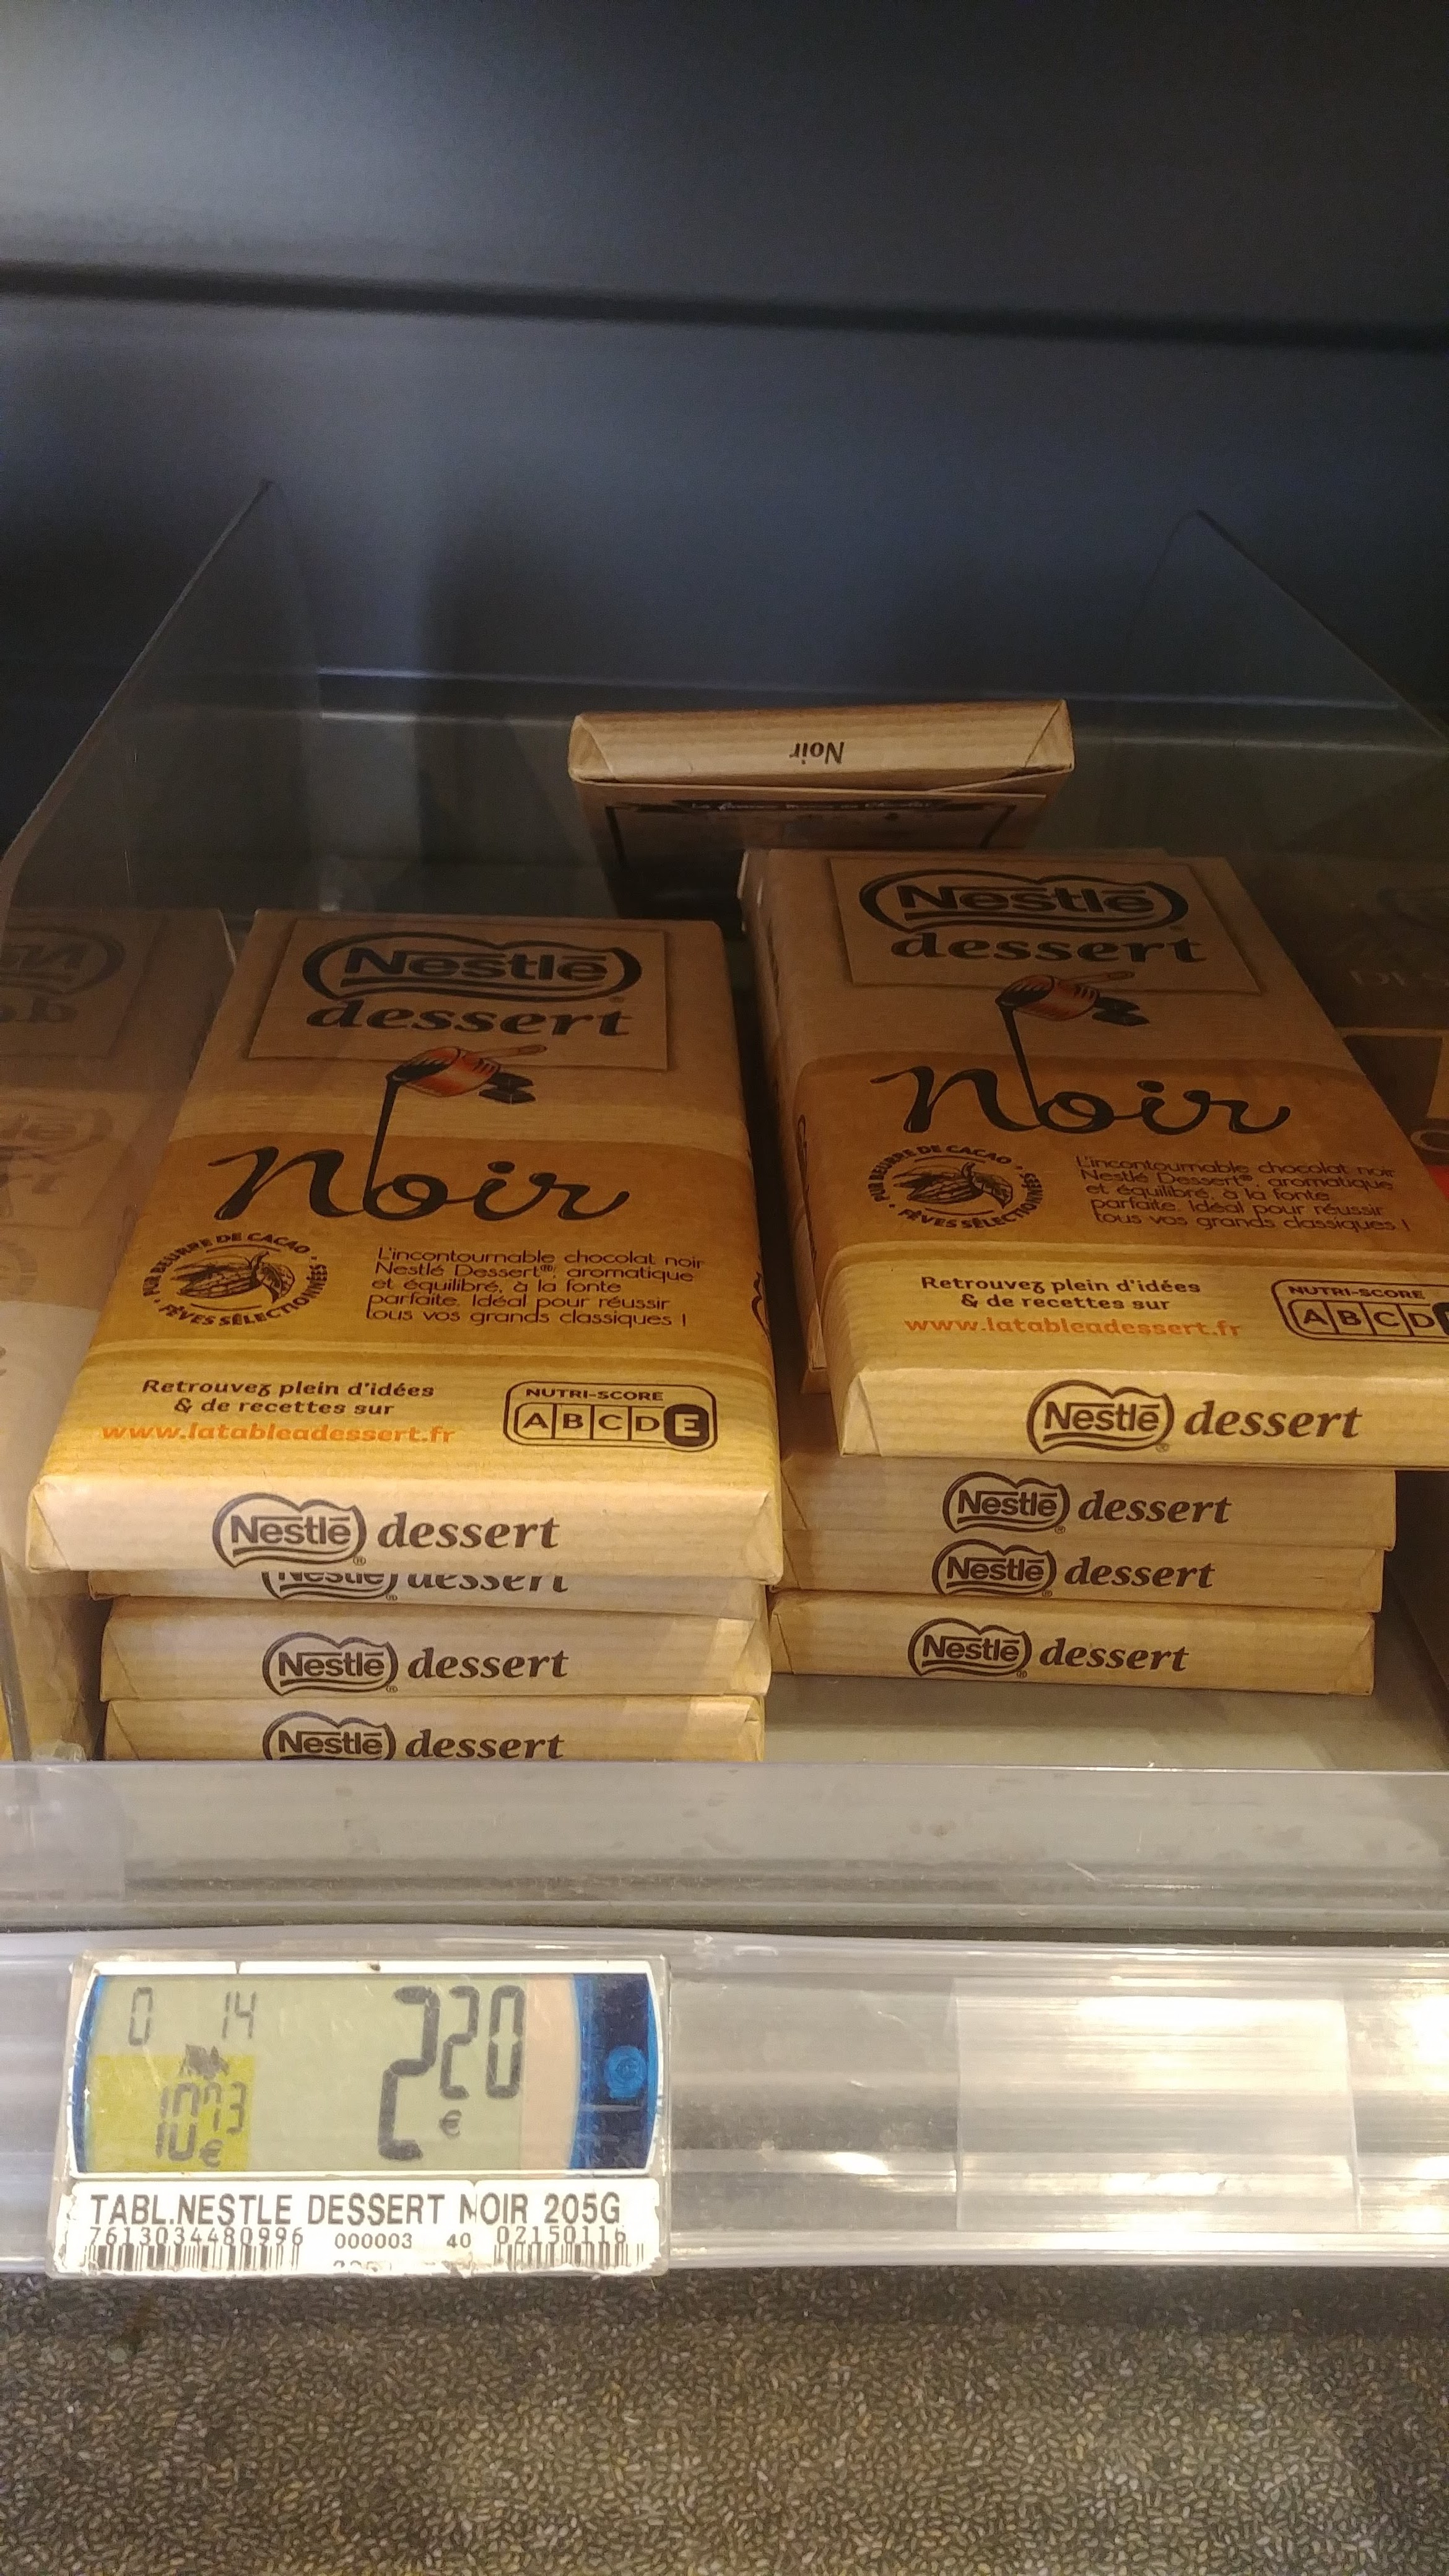 Noir
Nestlé
dessert
Noir
PUR BEURRE DE CACAO
FÈVES SÉLECTIONNÉES
L'incontournable chocolat noir
Nestlé Dessert®, aromatique
et équilibré, à la fonte
parfaite. Idéal pour réussir
tous vos grands classiques !
Retrouvez plein d'idées
& de recettes sur
www.latableadessert.fr
NUTRI-SCORE
A B C D E
Nestlé dessert
Nestlé dessert
Nestlé dessert
Nestlé dessert
Nestlé
dessert
Noir
PUR BEURRE DE CACAO
FÈVES SÉLECTIONNÉES
L'incontournable chocolat noir
Nestlé Dessert®, aromatique
et équilibré, à la fonte
parfaite. Idéal pour réussir
tous vos grands classiques !
Retrouvez plein d'idées
& de recettes sur
www.latableadessert.fr
NUTRI-SCORE
A B C D
Nestlé dessert
Nestlé dessert
Nestlé dessert
Nestlé dessert
0 14
2 20 €
10 73 €
TABL.NESTLE DESSERT NOIR 205G
7613034480996 000003 40 02150116